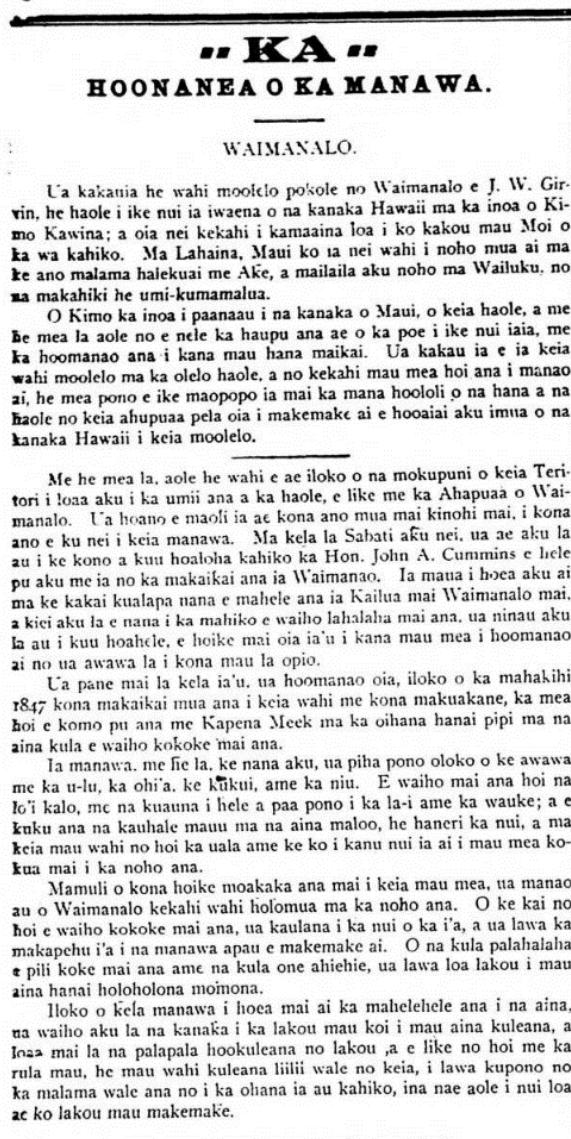 "" KA ""
HOONANEA O KA MANAWA.
WAIMANALO.
Ua kakauia he wahi moolelo pokole no Waimanalo e J. W. Gir-
vin, he haole i ike nui ia iwaena o na kanaka Hawaii ma ka inoa o Ki-
mo Kawina; a oia nei kekahi i kamaaina loa i ko kakou mau Moi o
ka wa kahiko. Ma Lahaina, Maui ko ia nei wahi i noho mua ai ma
ke ano malama halekuai me Ake, a mailaila aku noho ma Wailuku, no
na makahiki he umi-kumamalua.
O Kimo ka inoa i paanaau i na kanaka o Maui, o keia haole, a me
he mea la aole no e nele ka haupu ana ae o ka poe i ike nui iaia, me
ka hoomanao ana i kana mau hana maikai. Ua kakau ia e ia keia
wahi moolelo ma ka olelo haole, a no kekahi mau mea hoi ana i manao
ai, he mea pono e ike maopopo ia mai ka mana hoololi o na hana a na
haole no keia ahupuaa pela oia i makemake ai e hooaiai aku imua o na
kanaka Hawaii i keia moolelo.
Me he mea la, aole he wahi e ae iloko o na mokupuni o keia Teri-
tori i loaa aku i ka umii ana a ka haole, e like me ka Ahapuaa o Wai-
manalo. Ua hoano e maoli ia ae kona ano mua mai kinohi mai, i kona
ano e ku nei i keia manawa. Ma kela la Sabati aku nei, ua ae aku la
au i ke kono a kuu hoaloha kahiko ka Hon. John A. Cummins e hele
pu aku me ia no ka makaikai ana ia Waimanao. Ia maua i hoea aku ai
ma ke kakai kualapa nana e mahele ana ia Kailua mai Waimanalo mai,
a kiei aku la e nana i ka mahiko e waiho lahalaha mai ana, ua ninau aku
la au i kuu hoahele, e hoike mai oia ia'u i kana mau mea i hoomanao
ai no ua awawa la i kona mau la opio.
Ua pane mai la kela ia'u, ua hoomanao oia, iloko o ka mahakihi
1847 kona makaikai mua ana i keia wahi me kona makuakane, ka mea
hoi e komo pu ana me Kapena Meek ma ka oihana hanai pipi ma na
aina kula e waiho kokoke mai ana.
Ia manawa, me he la, ke nana aku, ua piha pono oloko o ke awawa
me ka u-lu, ka ohi'a, ke kukui, ame ka niu. E waiho mai ana hoi na
lo'i kalo, me na kuauna i hele a paa pono i ka la-i ame ka wauke; a e
kuku ana na kauhale mauu ma na aina maloo, he haneri ka nui, a ma
keia mau wahi no hoi ka uala ame ke ko i kanu nui ia ai i mau mea ko-
kua mai i ka noho ana.
Mamuli o kona hoike moakaka ana mai i keia mau mea, ua manao
au o Waimanalo kekahi wahi holomua ma ka noho ana. O ke kai no
hoi e waiho kokoke mai ana, ua kaulana i ka nui o ka i'a, a ua lawa ka
makapehu i'a i na manawa apau e makemake ai. O na kula palahalaha
e pili koke mai ana ame na kula one ahiehie, ua lawa loa lakou i mau
aina hanai holoholona momona.
Iloko o kela manawa i hoea mai ai ka mahelehele ana i na aina,
ua waiho aku la na kanaka i ka lakou mau koi i mau aina kuleana, a
loaa mai la na palapala hookuleana no lakou ,a e like no hoi me ka
rula mau, he mau wahi kuleana liilii wale no keia, i lawa kupono no
ka malama wale ana no i ka ohana ia au kahiko, ina nae aole i nui loa
ae ko lakou mau makemake.